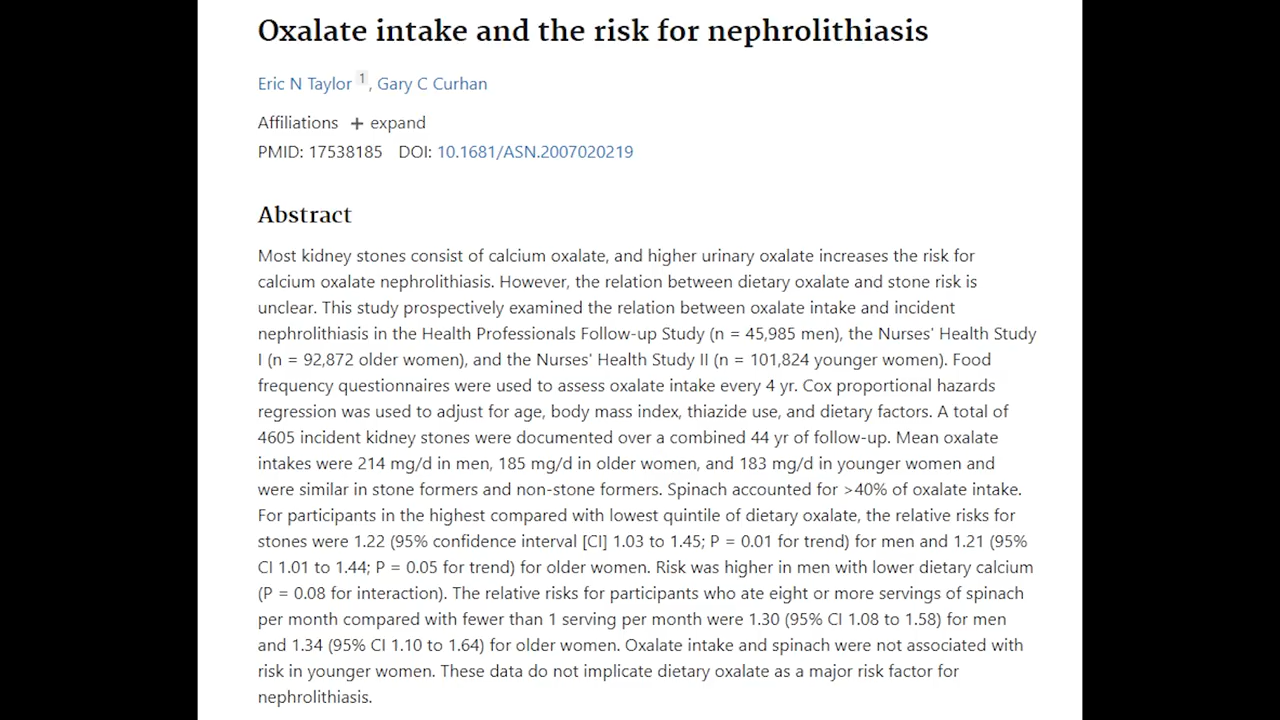 Oxalate intake and the risk for nephrolithiasis
Eric N Taylor 1, Gary C Curhan
Affiliations + expand
PMID: 17538185 DOI: 10.1681/ASN.2007020219
Abstract
Most kidney stones consist of calcium oxalate, and higher urinary oxalate increases the risk for
calcium oxalate nephrolithiasis. However, the relation between dietary oxalate and stone risk is
unclear. This study prospectively examined the relation between oxalate intake and incident
nephrolithiasis in the Health Professionals Follow-up Study (n = 45,985 men), the Nurses' Health Study
I (n = 92,872 older women), and the Nurses' Health Study II (n = 101,824 younger women). Food
frequency questionnaires were used to assess oxalate intake every 4 yr. Cox proportional hazards
regression was used to adjust for age, body mass index, thiazide use, and dietary factors. A total of
4605 incident kidney stones were documented over a combined 44 yr of follow-up. Mean oxalate
intakes were 214 mg/d in men, 185 mg/d in older women, and 183 mg/d in younger women and
were similar in stone formers and non-stone formers. Spinach accounted for >40% of oxalate intake.
For participants in the highest compared with lowest quintile of dietary oxalate, the relative risks for
stones were 1.22 (95% confidence interval [CI] 1.03 to 1.45; P = 0.01 for trend) for men and 1.21 (95%
CI 1.01 to 1.44; P = 0.05 for trend) for older women. Risk was higher in men with lower dietary calcium
(P = 0.08 for interaction). The relative risks for participants who ate eight or more servings of spinach
per month compared with fewer than 1 serving per month were 1.30 (95% CI 1.08 to 1.58) for men
and 1.34 (95% CI 1.10 to 1.64) for older women. Oxalate intake and spinach were not associated with
risk in younger women. These data do not implicate dietary oxalate as a major risk factor for
nephrolithiasis.